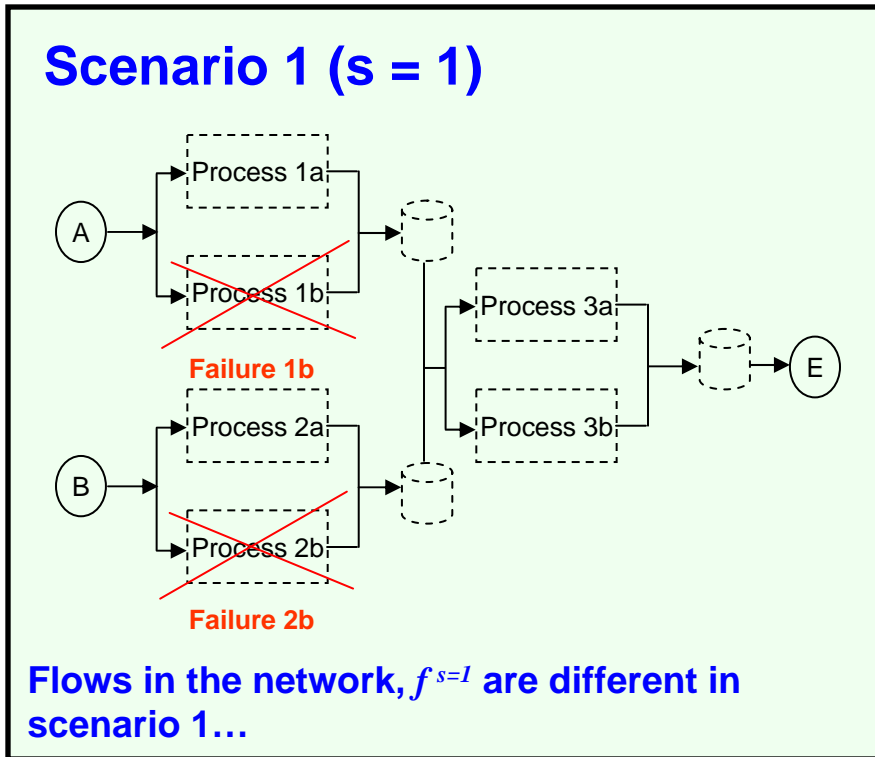 Scenario 1 (s = 1)
Process 1a
A
Process 1b
Failure 1b
Process 3a
E
Process 3b
Process 2a
B
Process 2b
Failure 2b
Flows in the network, f s=1 are different in
scenario 1…